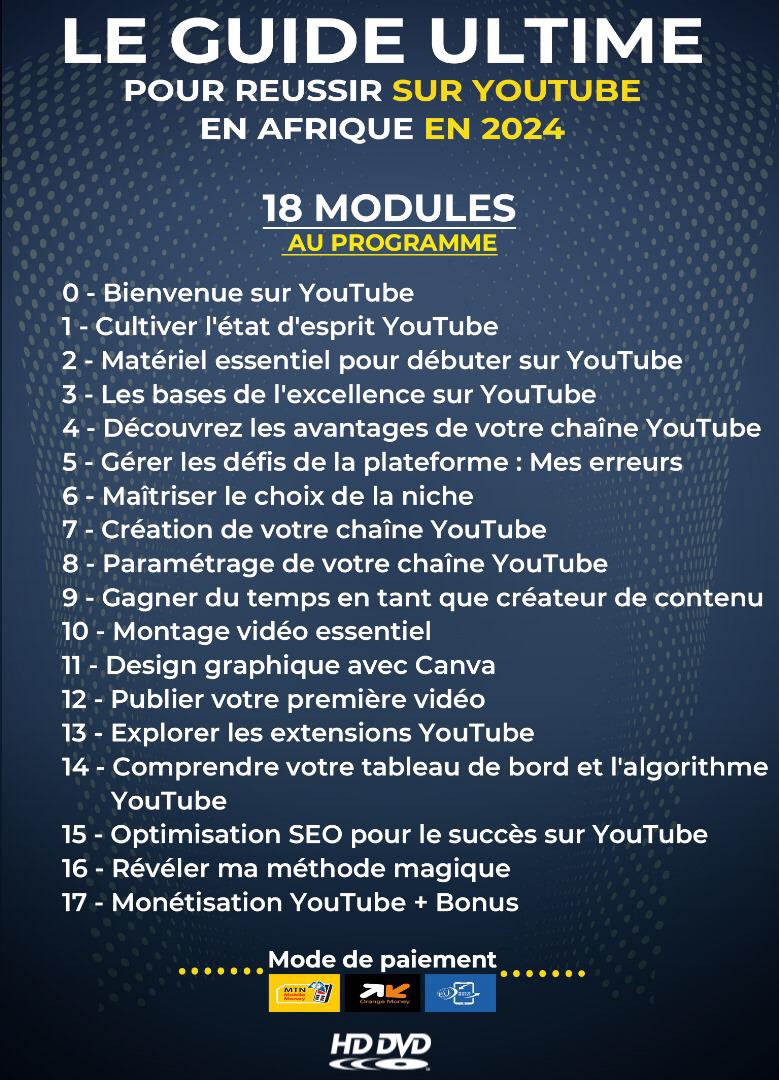 LE GUIDE ULTIME
POUR REUSSIR SUR YOUTUBE
EN AFRIQUE EN 2024
18 MODULES
AU PROGRAMME
0 - Bienvenue sur YouTube
1 - Cultiver l'état d'esprit YouTube
2 - Matériel essentiel pour débuter sur YouTube
3 - Les bases de l'excellence sur YouTube
4 - Découvrez les avantages de votre chaîne YouTube
5 - Gérer les défis de la plateforme : Mes erreurs
6 - Maîtriser le choix de la niche
7 - Création de votre chaîne YouTube
8 - Paramétrage de votre chaîne YouTube
9 - Gagner du temps en tant que créateur de contenu
10 - Montage vidéo essentiel
11 - Design graphique avec Canva
12 - Publier votre première vidéo
13 - Explorer les extensions YouTube
14 - Comprendre votre tableau de bord et l'algorithme
YouTube
15 - Optimisation SEO pour le succès sur YouTube
16 - Révéler ma méthode magique
17 - Monétisation YouTube + Bonus
Mode de paiement
MTN
Mobile
Money
Orange Money
HD DVD